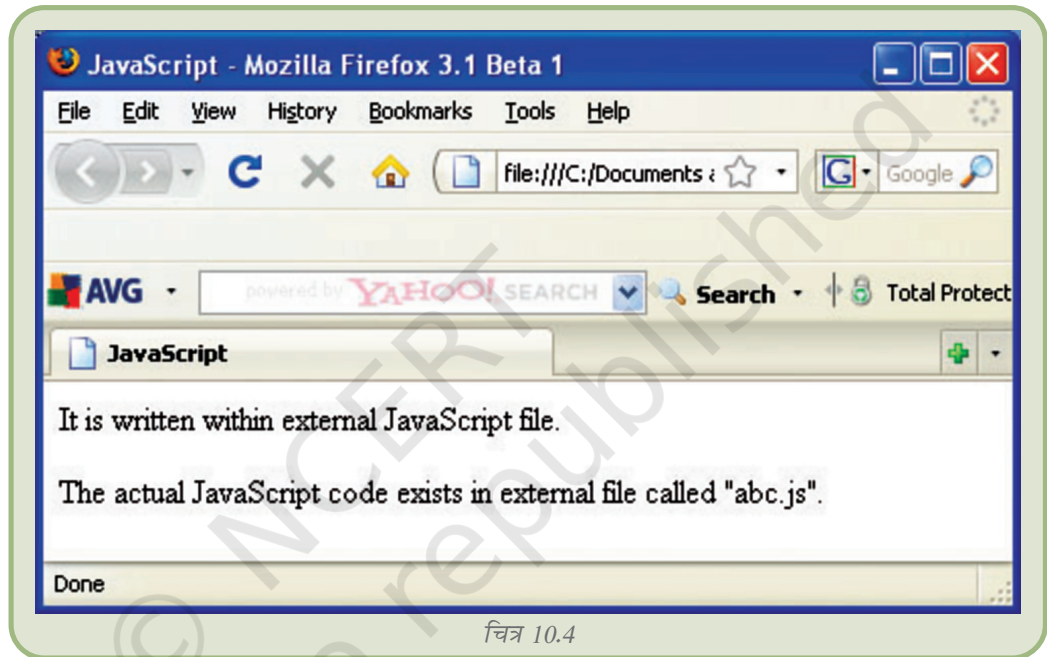 JavaScript - Mozilla Firefox 3.1 Beta 1
File Edit View History Bookmarks Tools Help
file:///C:/Documents a G Google
AVG powered by YAHOO! SEARCH Search Total Protect
JavaScript
It is written within external JavaScript file.
The actual JavaScript code exists in external file called "abc.js".
Done
© NCERT
republished
चित्र 10.4